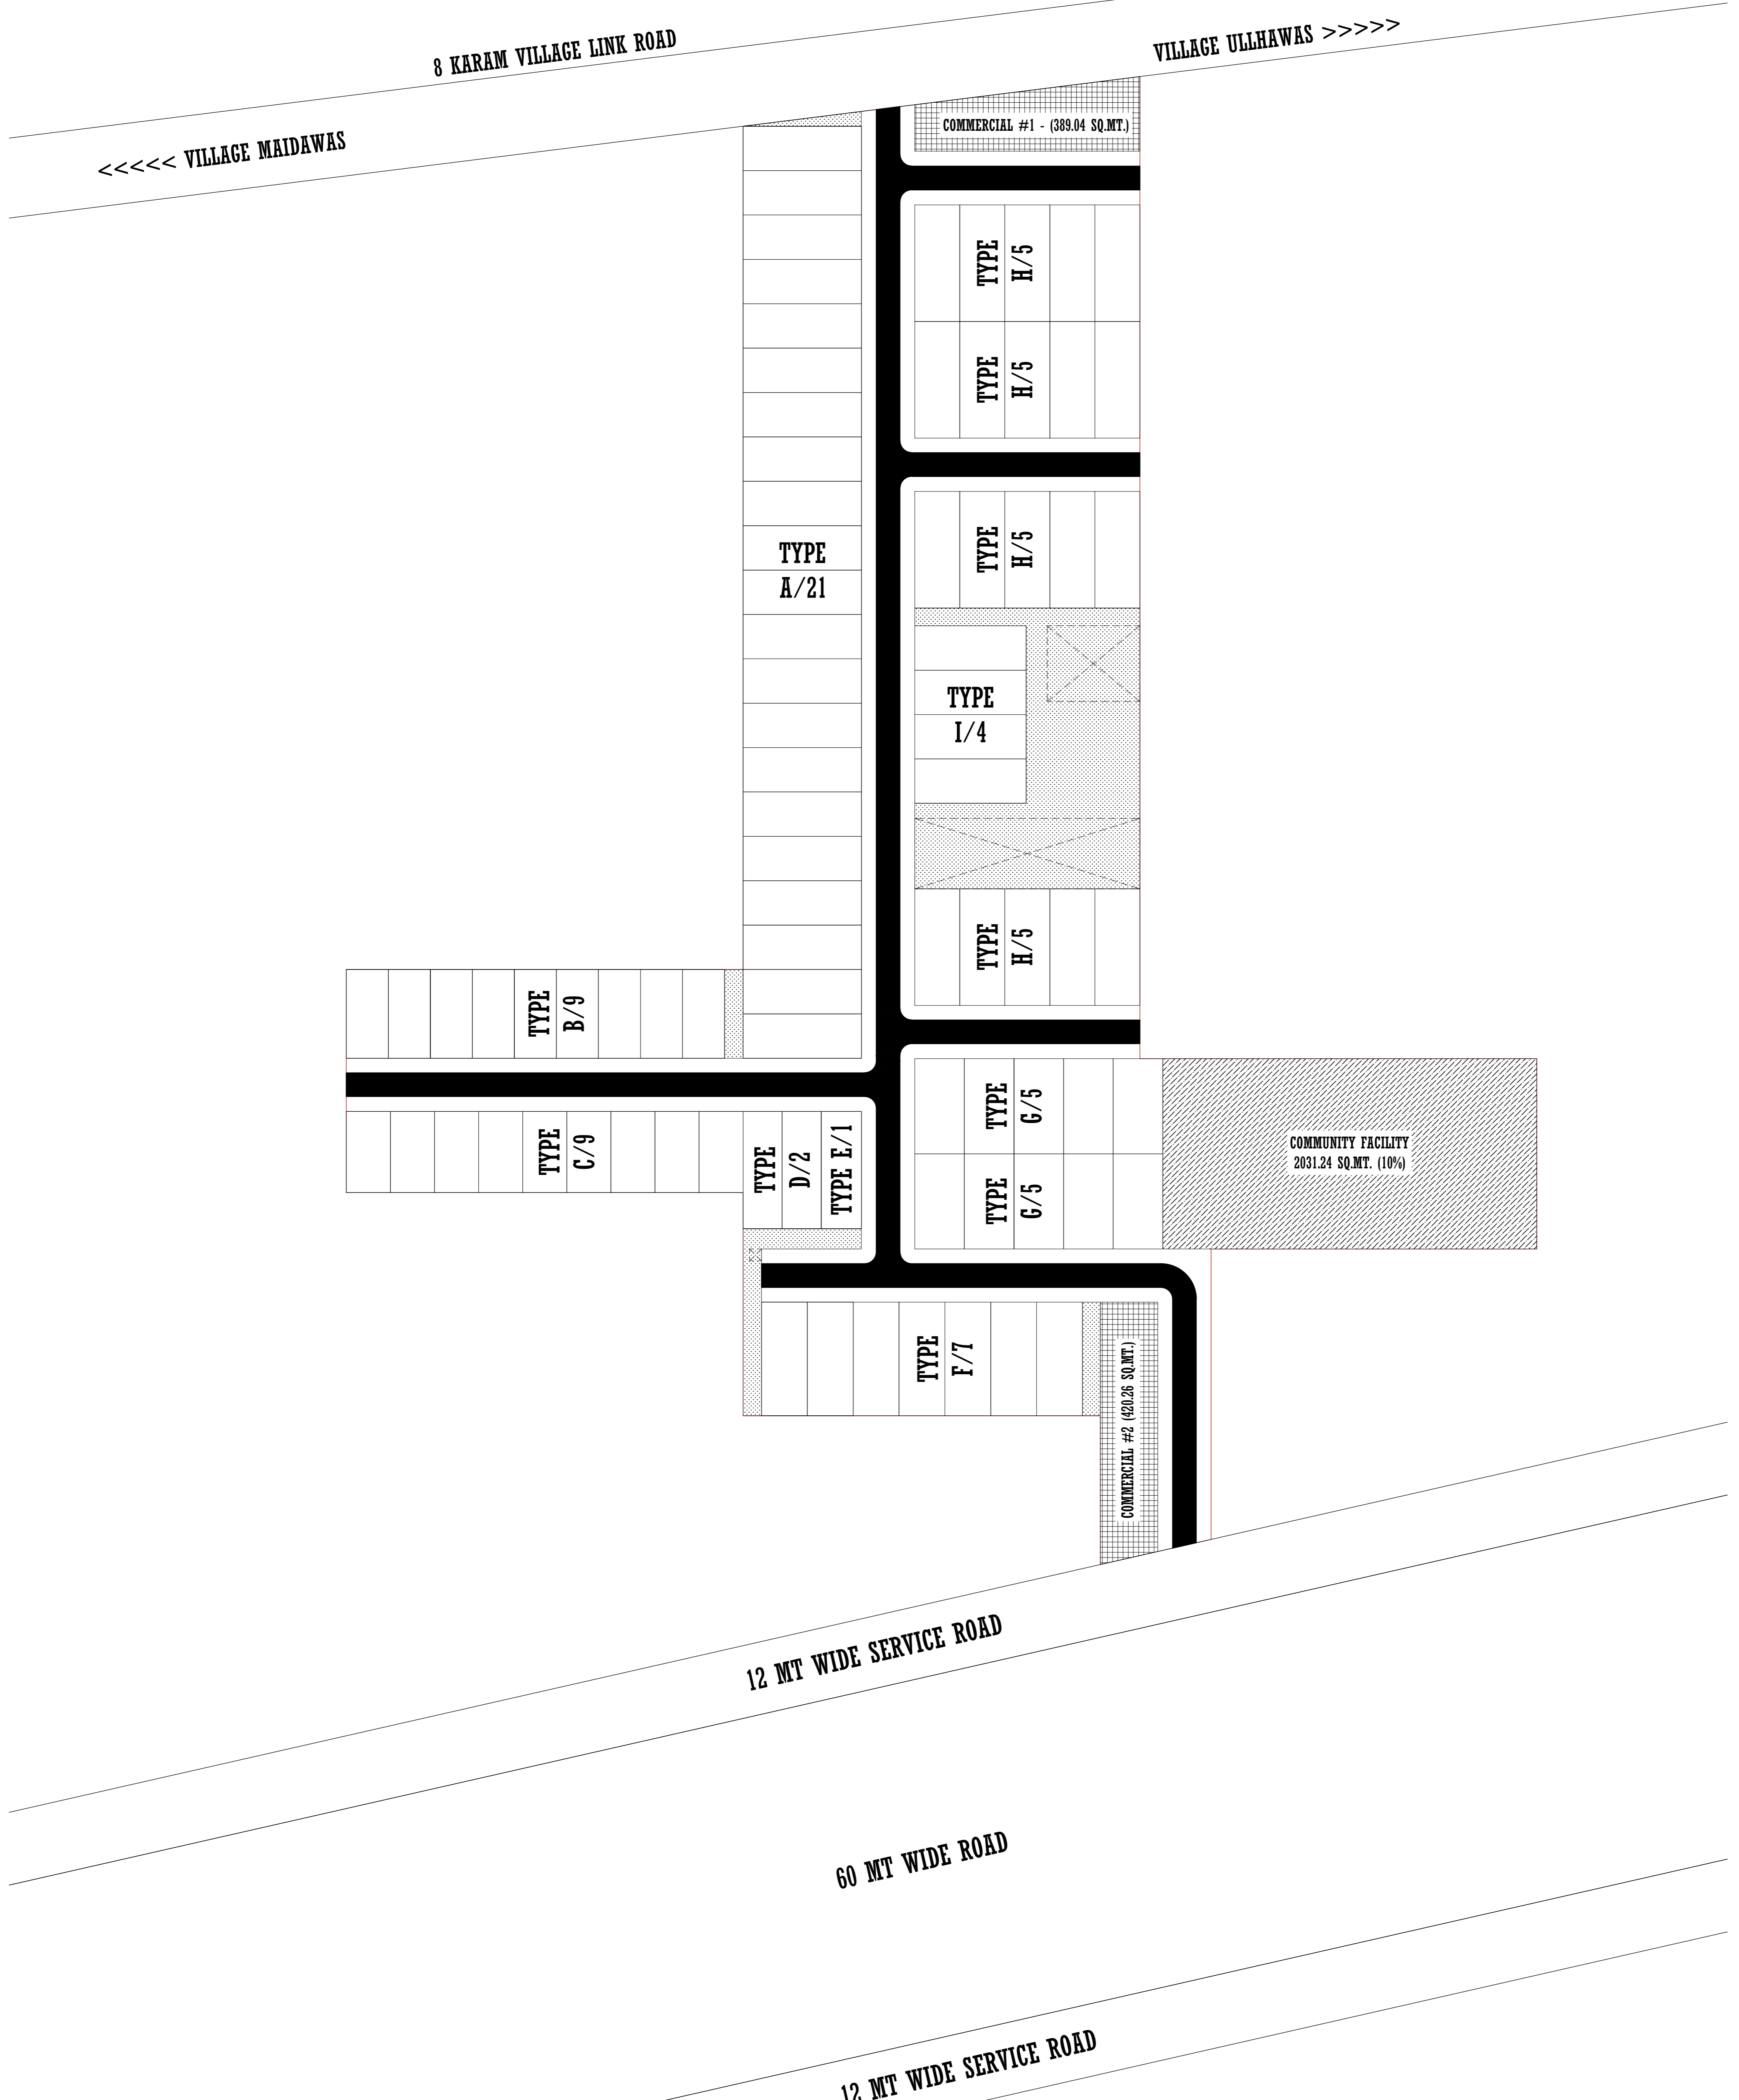 8 KARAM VILLAGE LINK ROAD
VILLAGE ULLHAWAS >>>>>
<<<<< VILLAGE MAIDAWAS
COMMERCIAL #1 - (389.04 SQ.MT.)
TYPE
H/5
TYPE
H/5
TYPE
H/5
TYPE
A/21
TYPE
I/4
TYPE
H/5
TYPE
B/9
TYPE
G/5
TYPE
C/9
TYPE
D/2
TYPE E/1
COMMUNITY FACILITY
2031.24 SQ.MT. (10%)
TYPE
G/5
TYPE
F/7
COMMERCIAL #2 (420.26 SQ.MT.)
12 MT WIDE SERVICE ROAD
60 MT WIDE ROAD
12 MT WIDE SERVICE ROAD